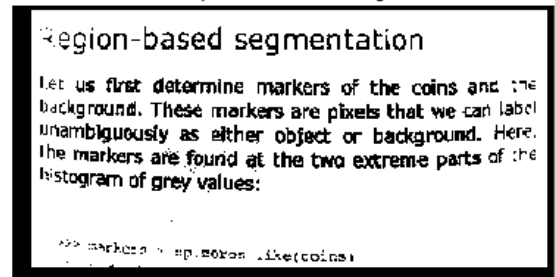 Region-based segmentation
Let us first determine markers of the coins and the
background. These markers are pixels that we can label
unambiguously as either object or background. Here,
the markers are found at the two extreme parts of the
histogram of grey values:
>>> markers = np.zeros_like(coins)